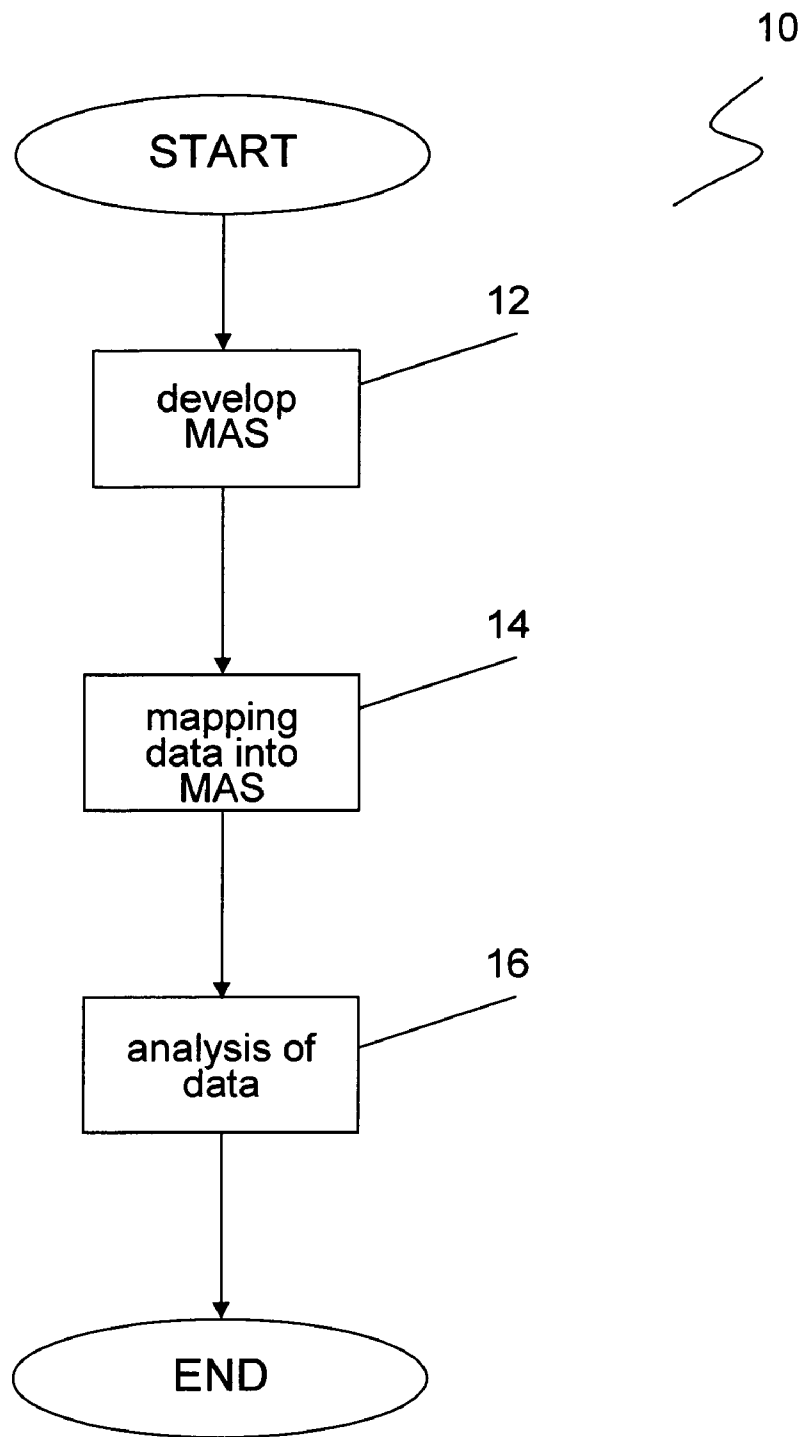 10
START
12
develop
MAS
14
mapping
data into
MAS
16
analysis of
data
END